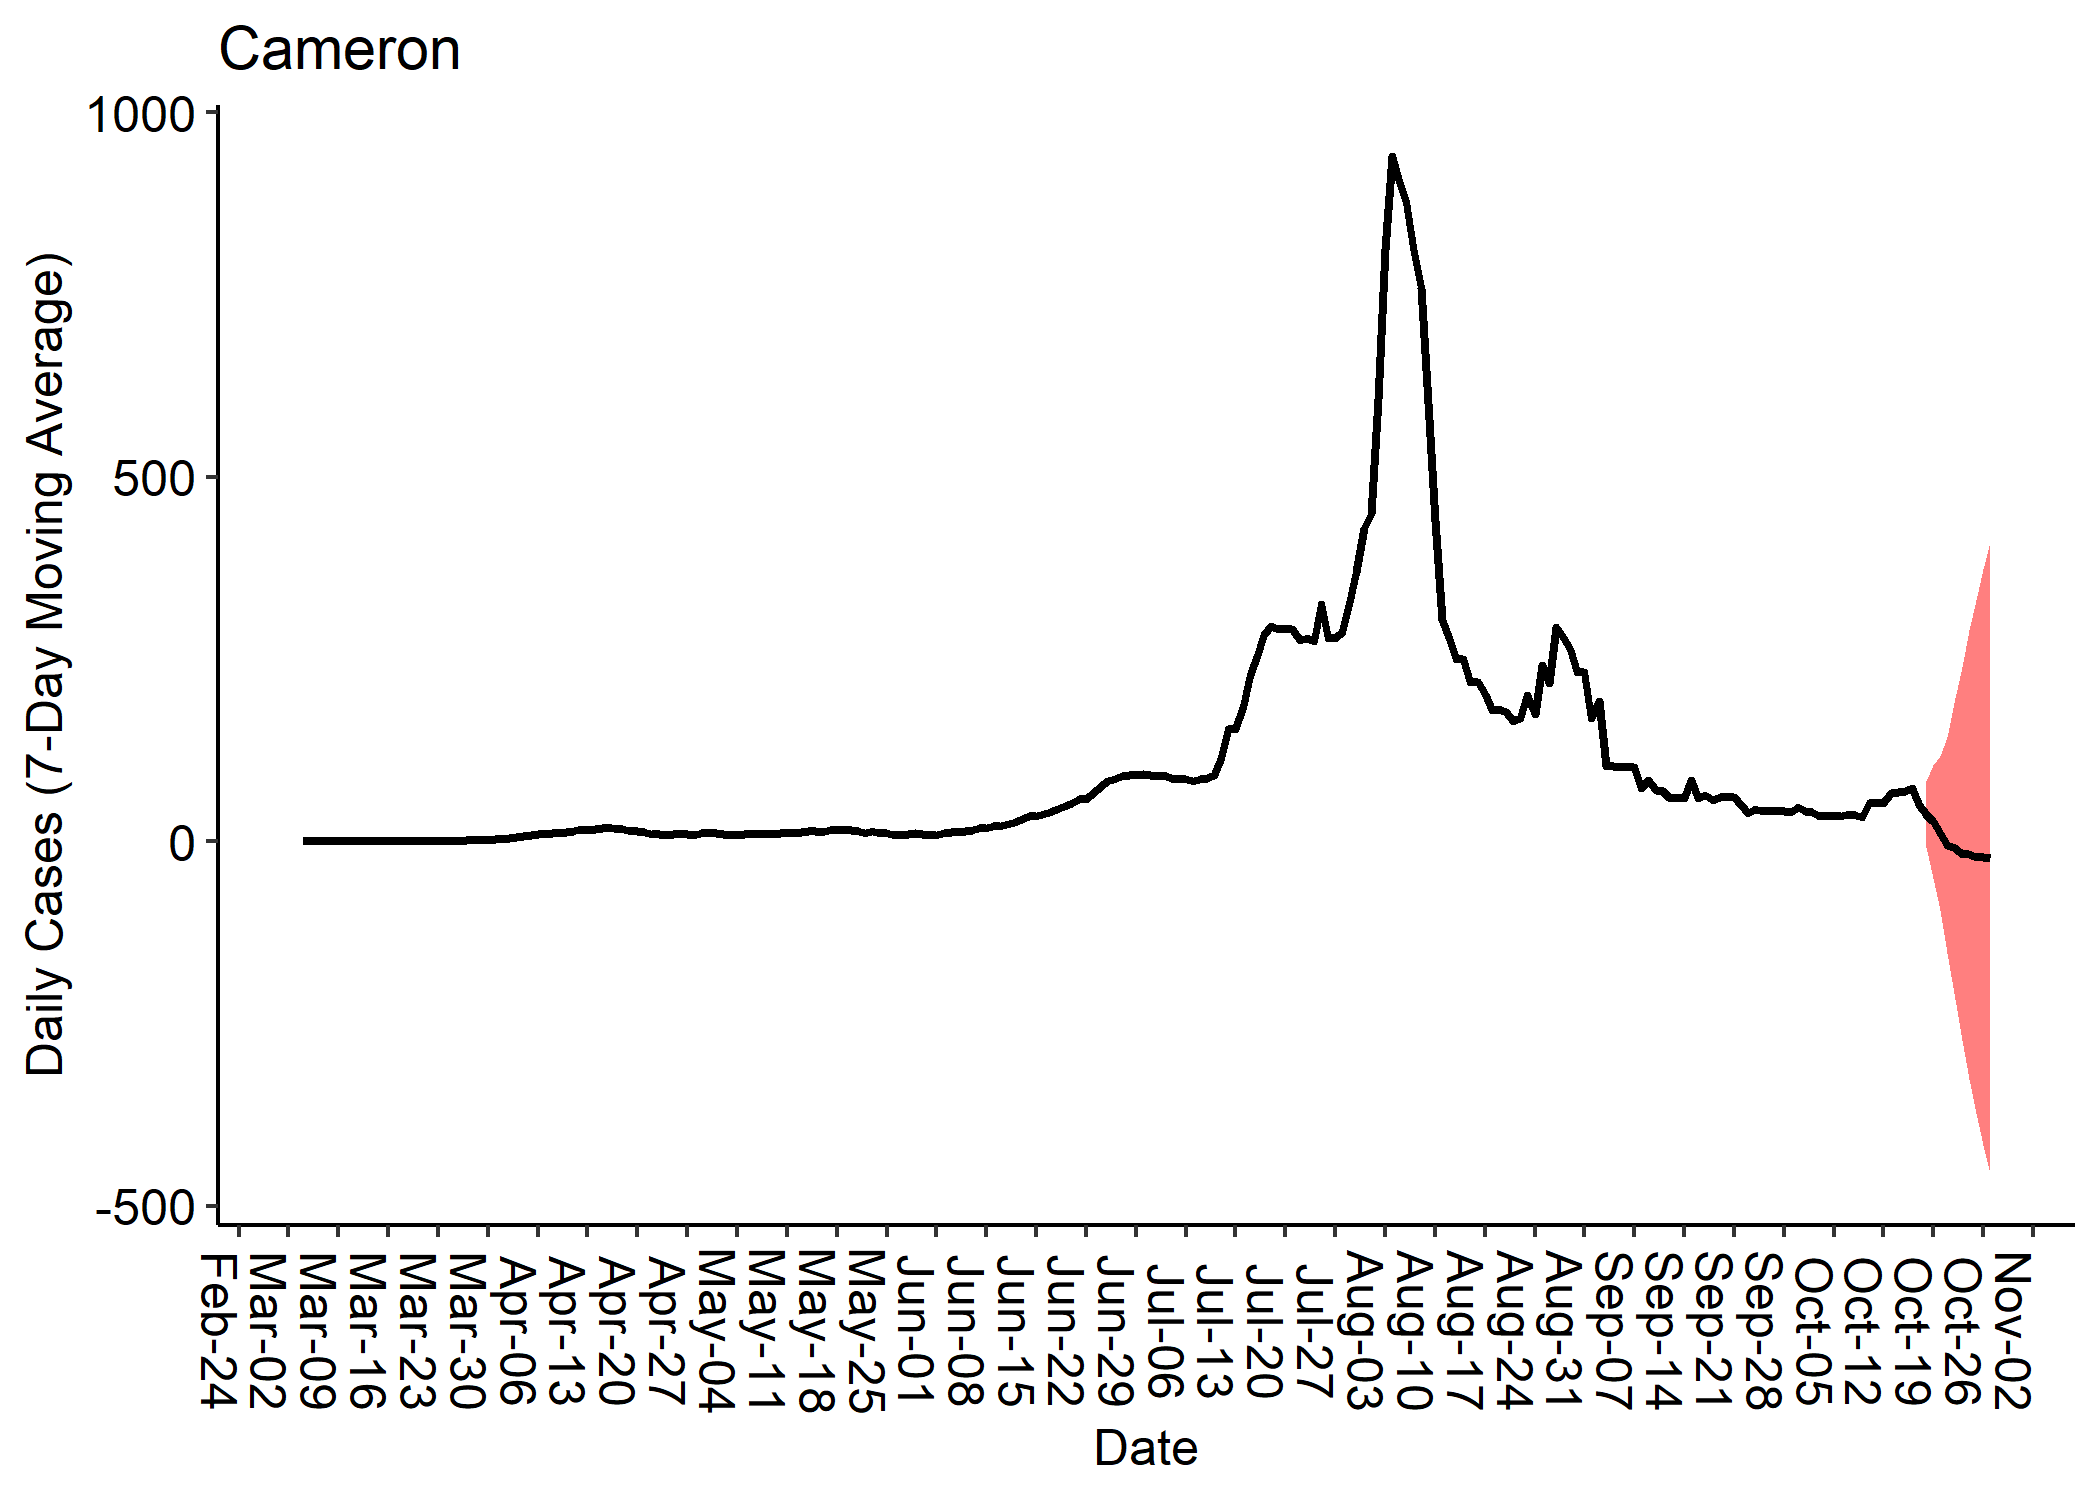 Cameron
1000
500
0
-500
Daily Cases (7-Day Moving Average)
Feb-24
Mar-02
Mar-09
Mar-16
Mar-23
Mar-30
Apr-06
Apr-13
Apr-20
Apr-27
May-04
May-11
May-18
May-25
Jun-01
Jun-08
Jun-15
Jun-22
Jun-29
Jul-06
Jul-13
Jul-20
Jul-27
Aug-03
Aug-10
Aug-17
Aug-24
Aug-31
Sep-07
Sep-14
Sep-21
Sep-28
Oct-05
Oct-12
Oct-19
Oct-26
Nov-02
Date